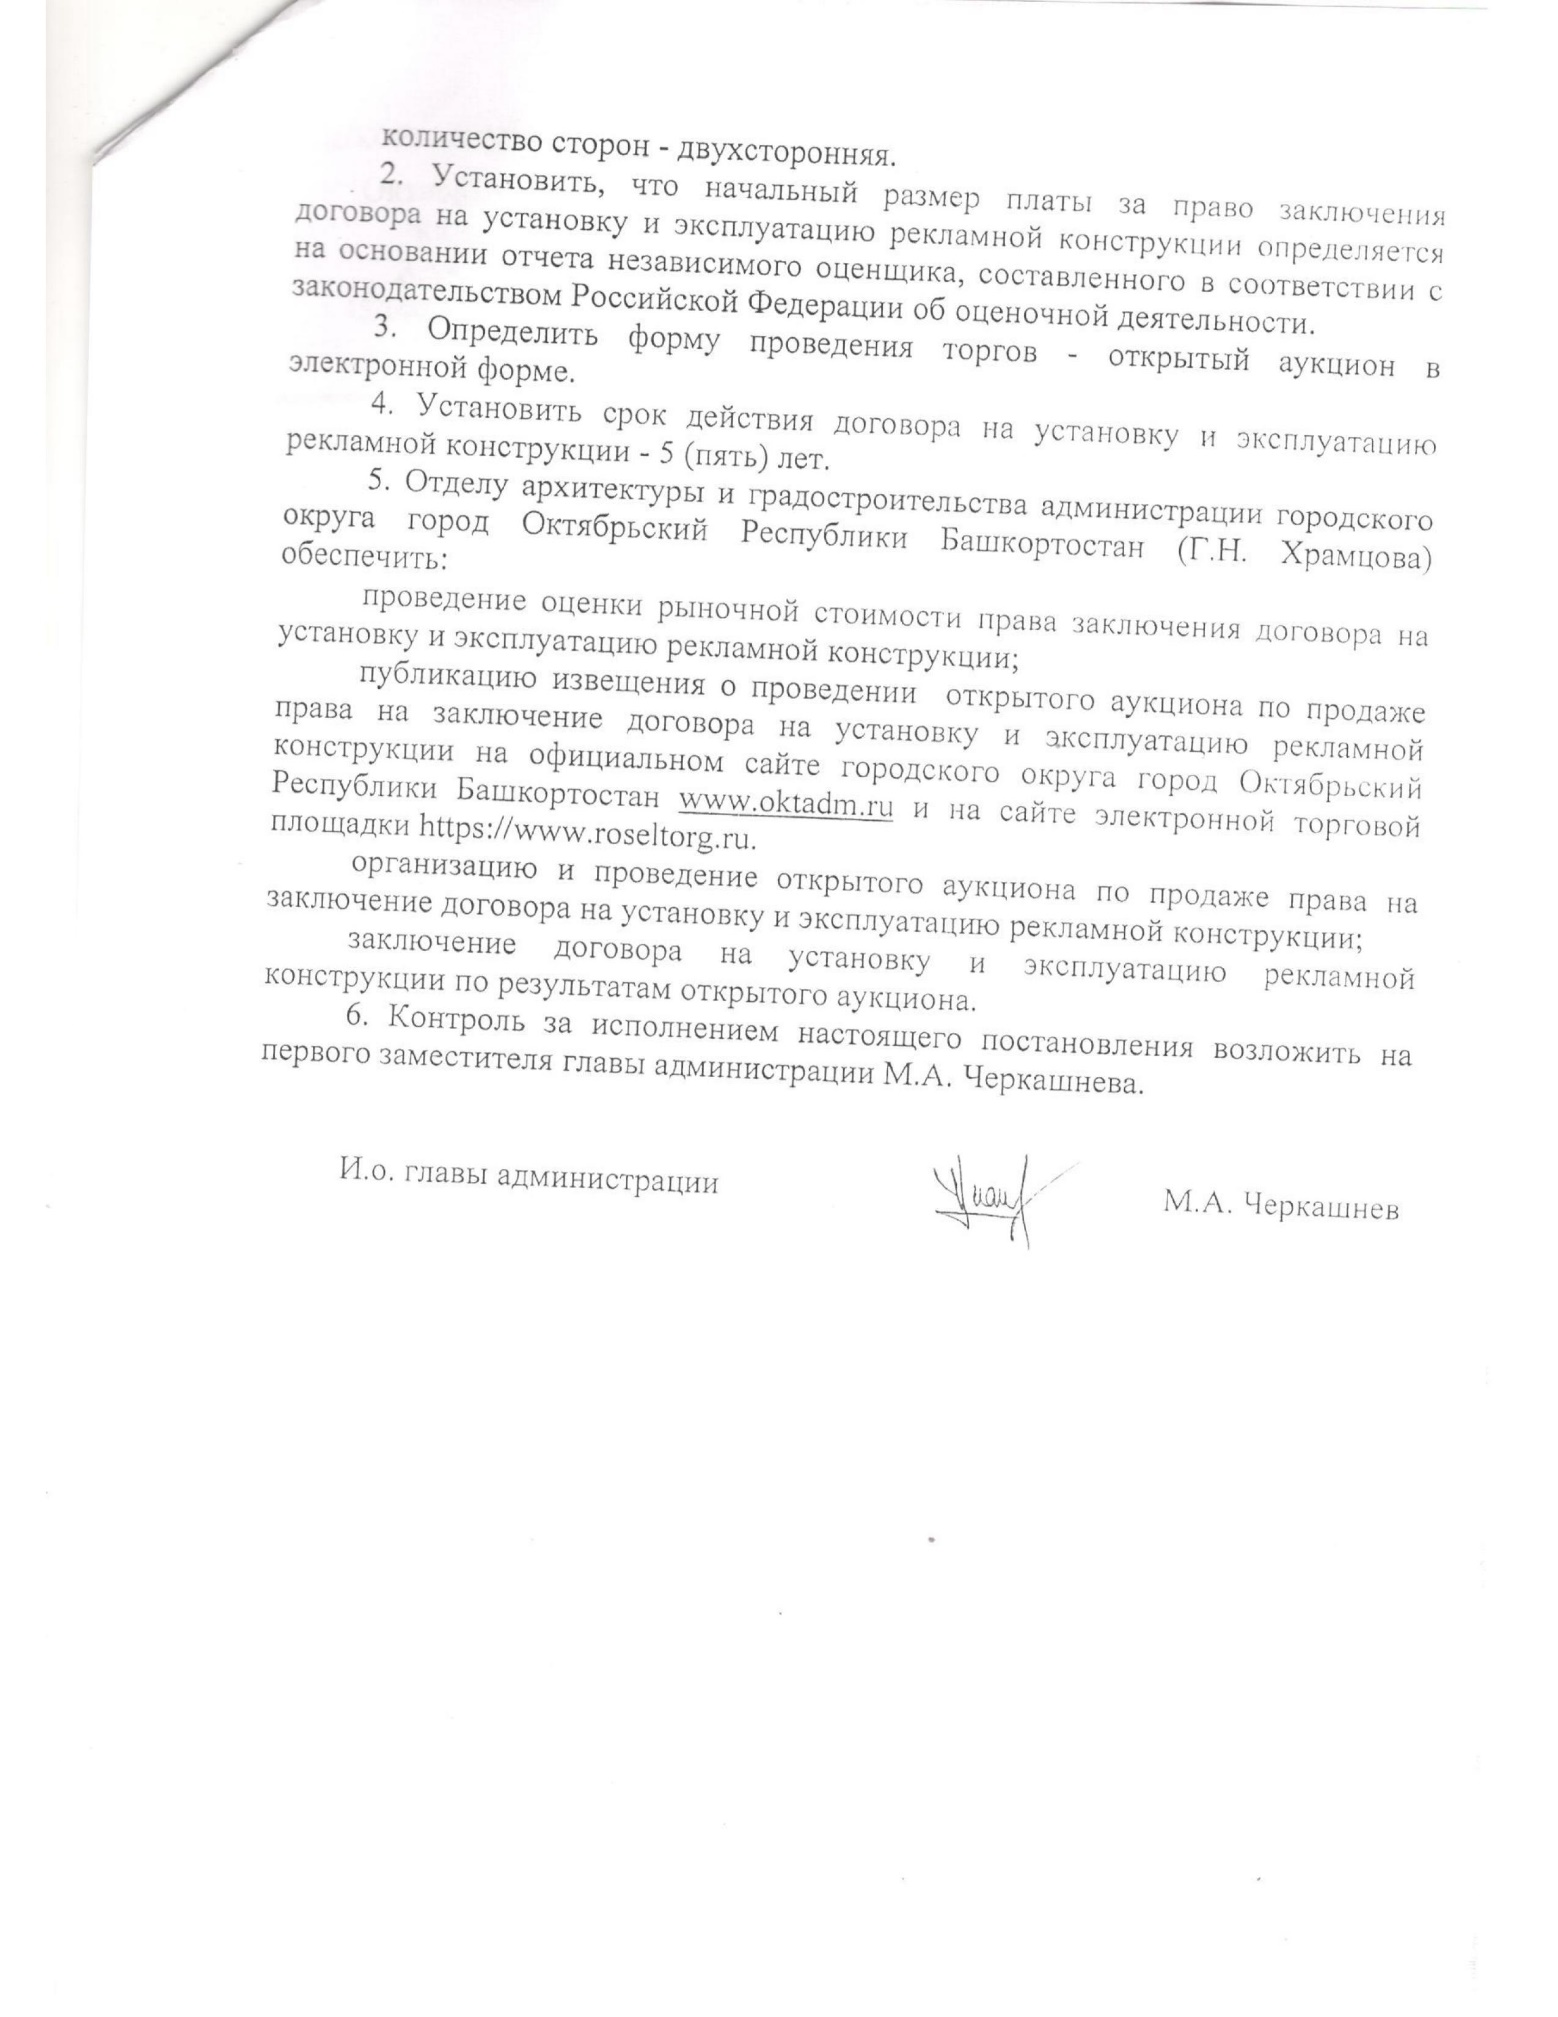 количество сторон - двухсторонняя.
2. Установить, что начальный размер платы за право заключения
договора на установку и эксплуатацию рекламной конструкции определяется
на основании отчета независимого оценщика, составленного в соответствии с
законодательством Российской Федерации об оценочной деятельности.
3. Определить форму проведения торгов - открытый аукцион в
электронной форме.
4. Установить срок действия договора на установку и эксплуатацию
рекламной конструкции - 5 (пять) лет.
5. Отделу архитектуры и градостроительства администрации городского
округа город Октябрьский Республики Башкортостан (Г.Н. Храмцова)
обеспечить:
проведение оценки рыночной стоимости права заключения договора на
установку и эксплуатацию рекламной конструкции;
публикацию извещения о проведении открытого аукциона по продаже
права на заключение договора на установку и эксплуатацию рекламной
конструкции на официальном сайте городского округа город Октябрьский
Республики Башкортостан www.oktadm.ru и на сайте электронной торговой
площадки https://www.roseltorg.ru.
организацию и проведение открытого аукциона по продаже права на
заключение договора на установку и эксплуатацию рекламной конструкции;
заключение договора на установку и эксплуатацию рекламной
конструкции по результатам открытого аукциона.
6. Контроль за исполнением настоящего постановления возложить на
первого заместителя главы администрации М.А. Черкашнева.
И.о. главы администрации М.А. Черкашнев